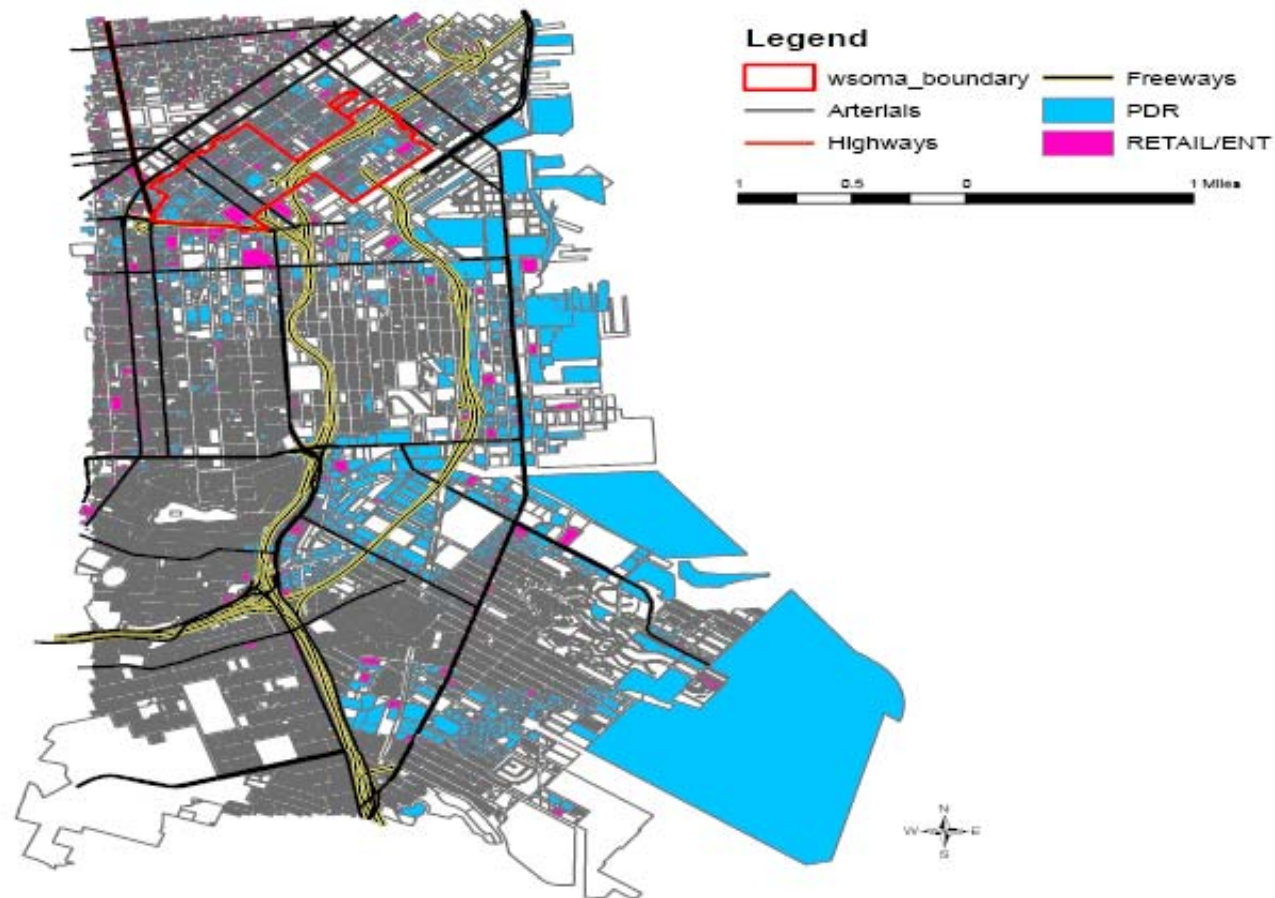 Legend
wsoma_boundary Freeways
Arterials PDR
Highways RETAIL/ENT
1 0.5 0 1 Miles
N
W E
S